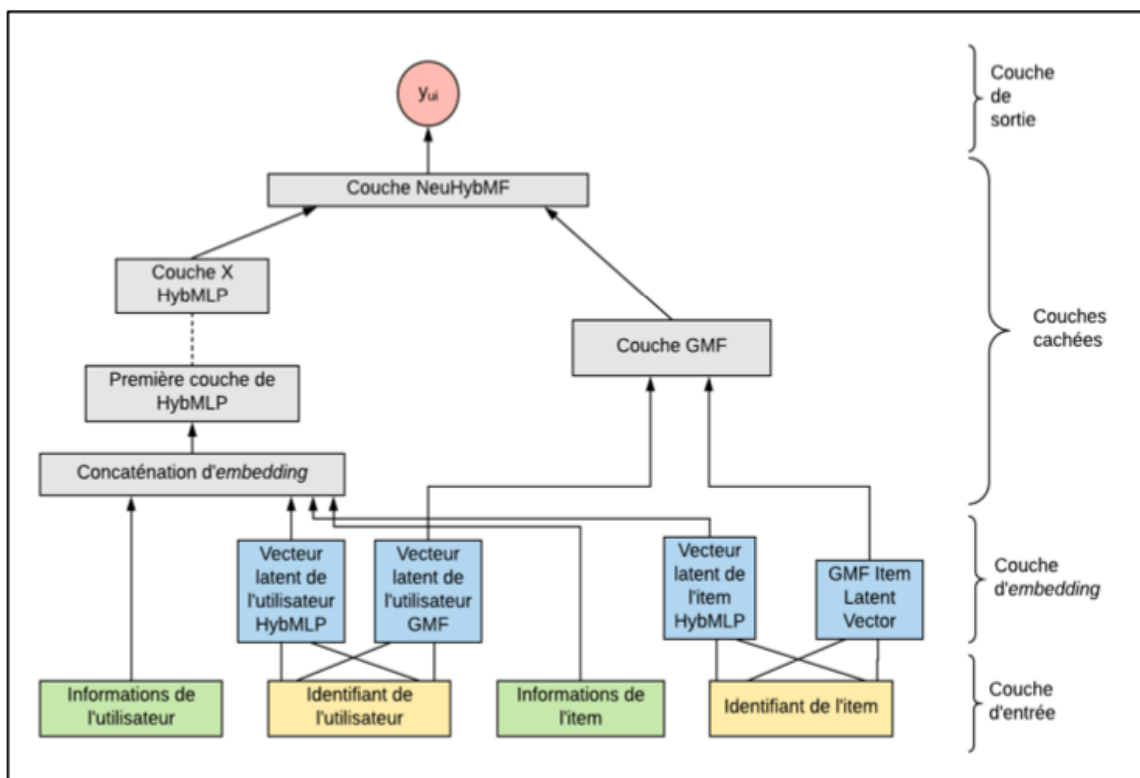 Couche
de
sortie
yui
Couche NeuHybMF
Couche X
HybMLP
Couche GMF
Couches
cachées
Première couche de
HybMLP
Concaténation d'embedding
Vecteur
latent de
l'utilisateur
HybMLP
Vecteur
latent de
l'utilisateur
GMF
Vecteur
latent de
l'item
HybMLP
GMF Item
Latent
Vector
Couche
d'embedding
Informations de
l'utilisateur
Identifiant de
l'utilisateur
Informations de
l'item
Identifiant de l'item
Couche
d'entrée